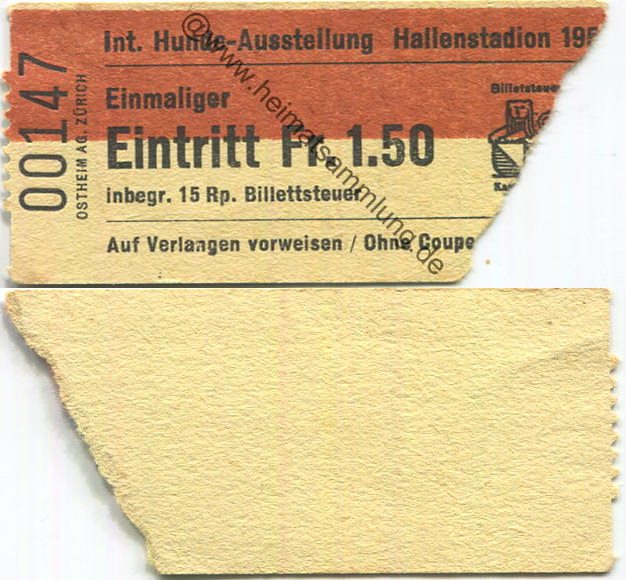 Int. Hunde-Ausstellung Hallenstadion 195
Einmaliger
Eintritt Fr. 1.50
inbegr. 15 Rp. Billettsteuer
Auf Verlangen vorweisen / Ohne Coupe
00147
OSTHEIM AG. ZÜRICH
Billetsteuer
@www.heimatsammlung.de